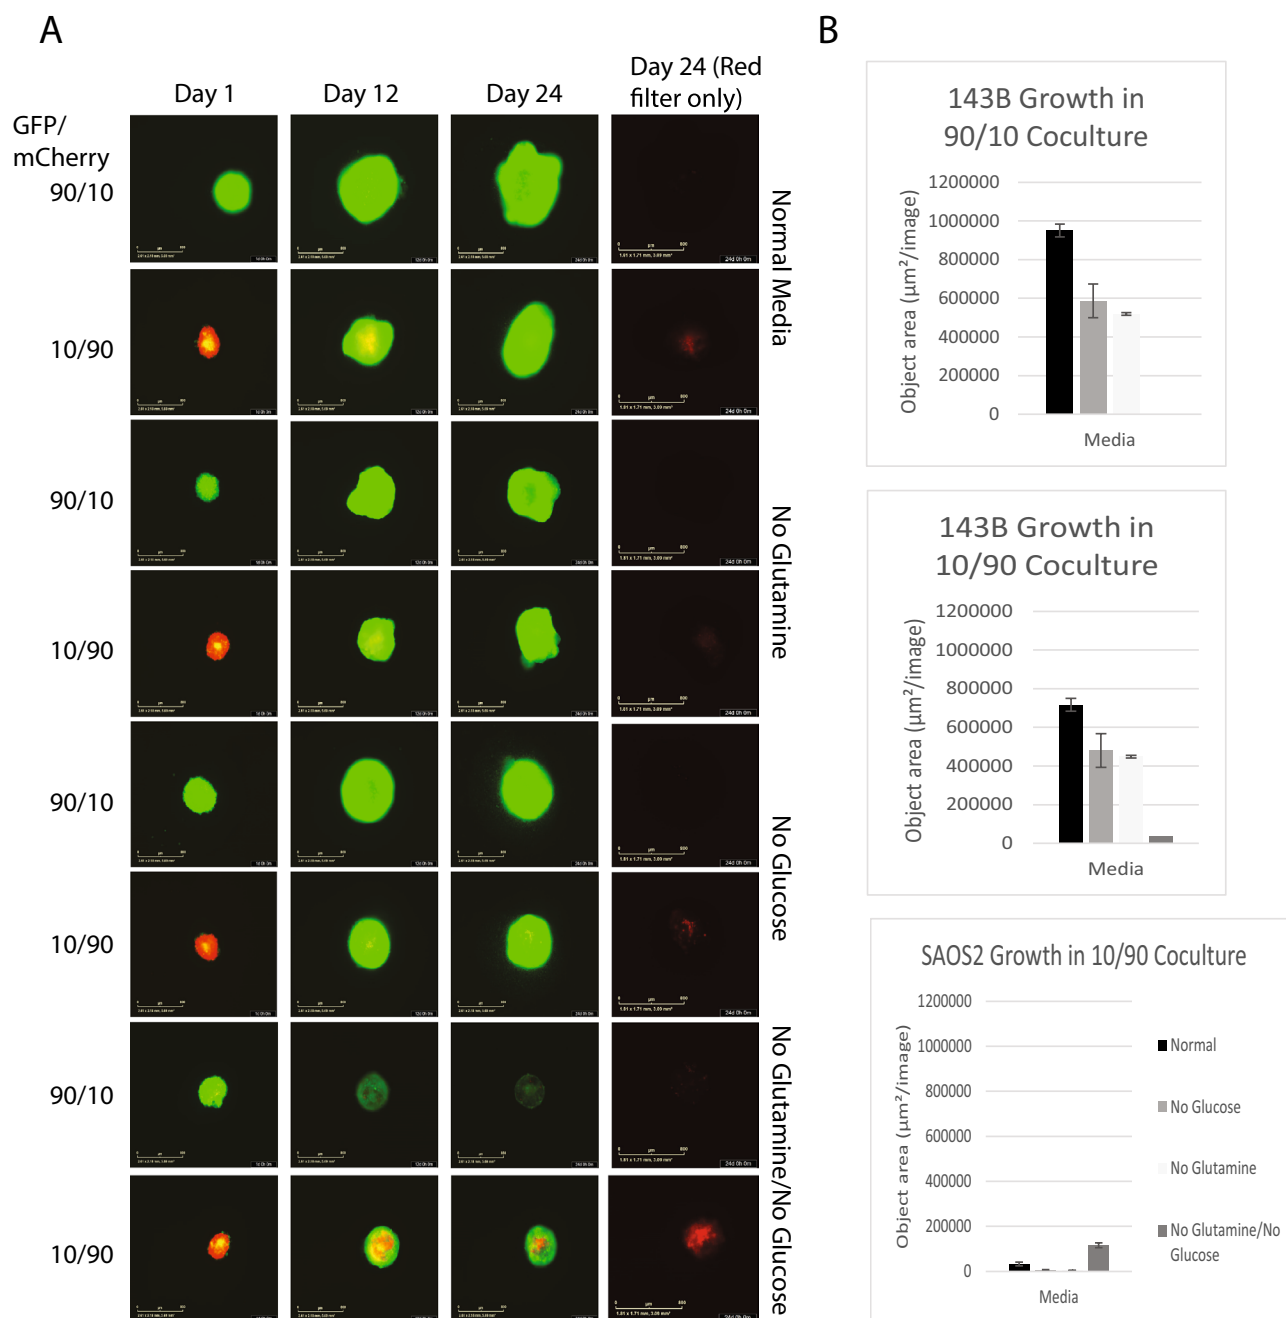 A
B
Day 1
Day 12
Day 24
Day 24 (Red
filter only)
GFP/
mCherry
90/10
10/90
Normal Media
90/10
10/90
No Glutamine
90/10
10/90
No Glucose
90/10
10/90
No Glutamine/No Glucose
143B Growth in
90/10 Coculture
Object area (µm²/image)
1200000
1000000
800000
600000
400000
200000
0
Media
143B Growth in
10/90 Coculture
Object area (µm²/image)
1200000
1000000
800000
600000
400000
200000
0
Media
SAOS2 Growth in 10/90 Coculture
Object area (µm²/image)
1200000
1000000
800000
600000
400000
200000
0
Media
Normal
No Glucose
No Glutamine
No Glutamine/No
Glucose